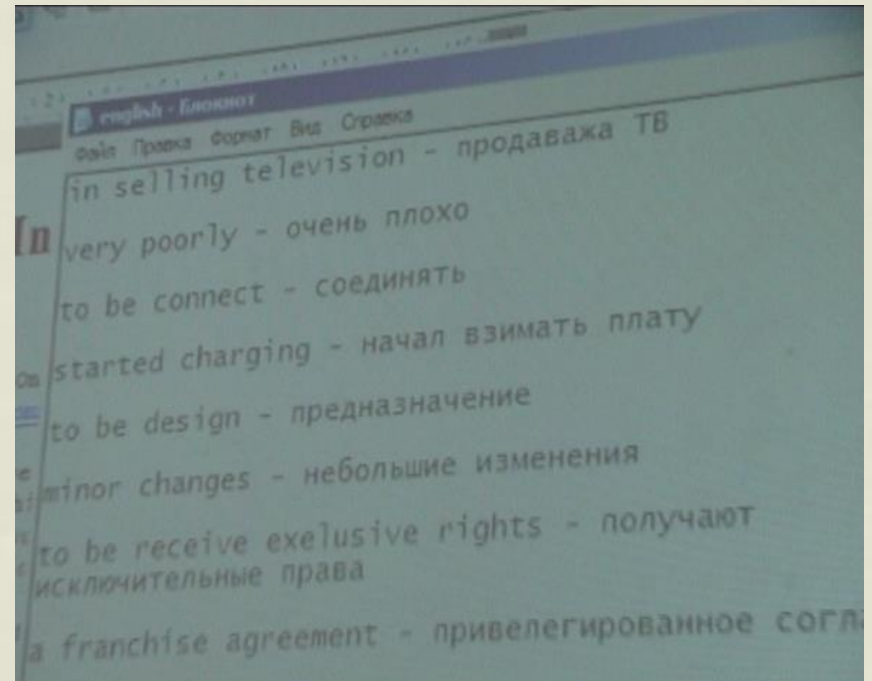 english - Блокнот
Файл Правка Формат Вид Справка
in selling television - продаважа ТВ
In
very poorly - очень плохо
to be connect - соединять
started charging - начал взимать плату
to be design - предназначение
minor changes - небольшие изменения
to be receive exelusive rights - получают
исключительные права
a franchise agreement - привелегированное согла